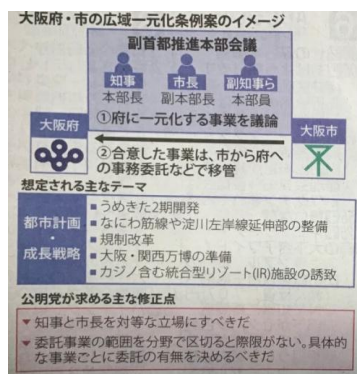 大阪府・市の広域一元化条例案のイメージ
副首都推進本部会議
知事 市長 副知事ら
本部長 副本部長 本部員
①府に一元化する事業を議論
大阪府 大阪市
②合意した事業は、市から府へ
の事務委託などで移管
想定される主なテーマ
都市計画・成長戦略
■うめきた2期開発
■なにわ筋線や淀川左岸線延伸部の整備
■規制改革
■大阪・関西万博の準備
■カジノ含む統合型リゾート(IR)施設の誘致
公明党が求める主な修正点
▼知事と市長を対等な立場にすべきだ
▼委託事業の範囲を分野で区切ると際限がない。具体的
な事業ごとに委託の有無を決めるべきだ